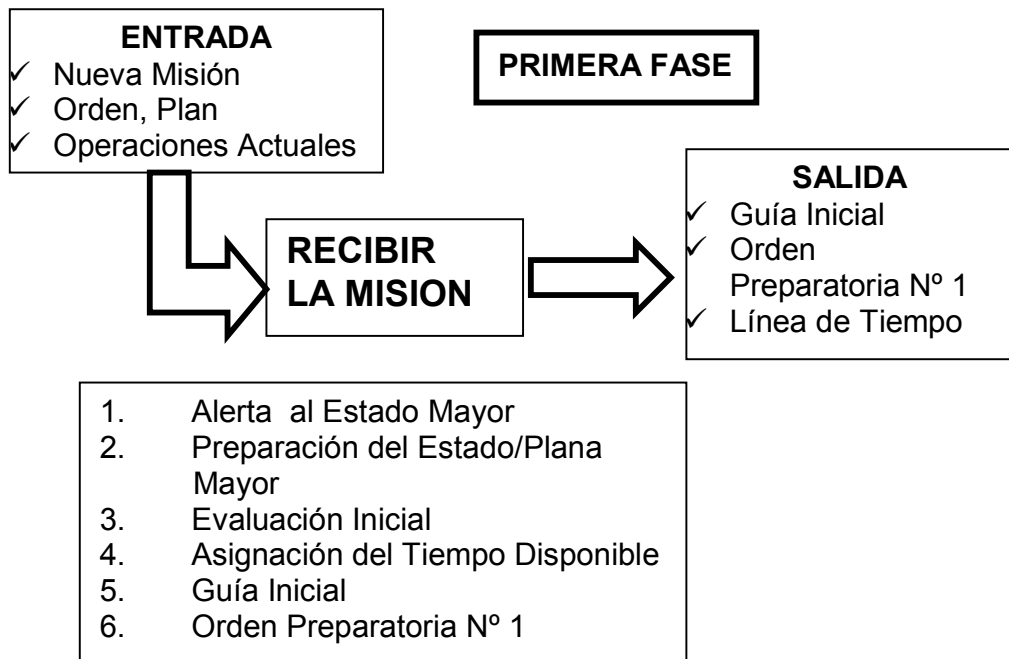 ENTRADA
✓ Nueva Misión
✓ Orden, Plan
✓ Operaciones Actuales
PRIMERA FASE
RECIBIR
LA MISION
SALIDA
✓ Guía Inicial
✓ Orden
Preparatoria Nº 1
✓ Línea de Tiempo
1. Alerta al Estado Mayor
2. Preparación del Estado/Plana
Mayor
3. Evaluación Inicial
4. Asignación del Tiempo Disponible
5. Guía Inicial
6. Orden Preparatoria Nº 1